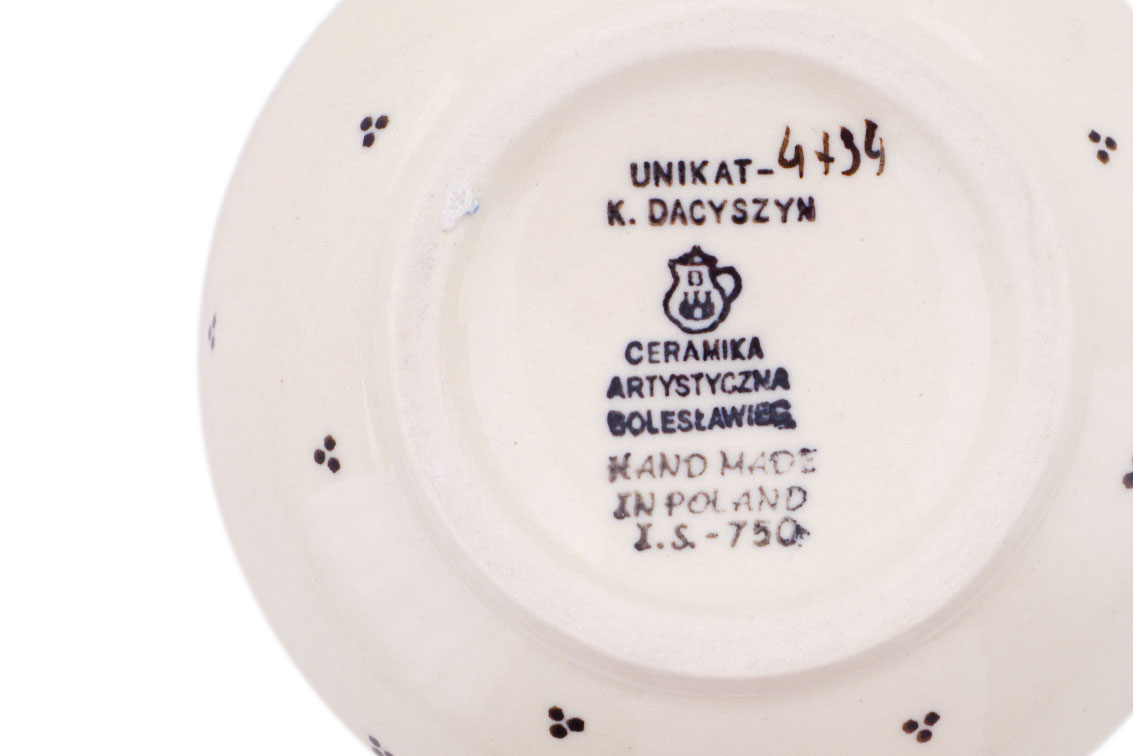 UNIKAT-4734
K. DACYSZYN
B
CERAMIKA
ARTYSTYCZNA
BOLESŁAWIEC
HAND MADE
IN POLAND
I.S.-750